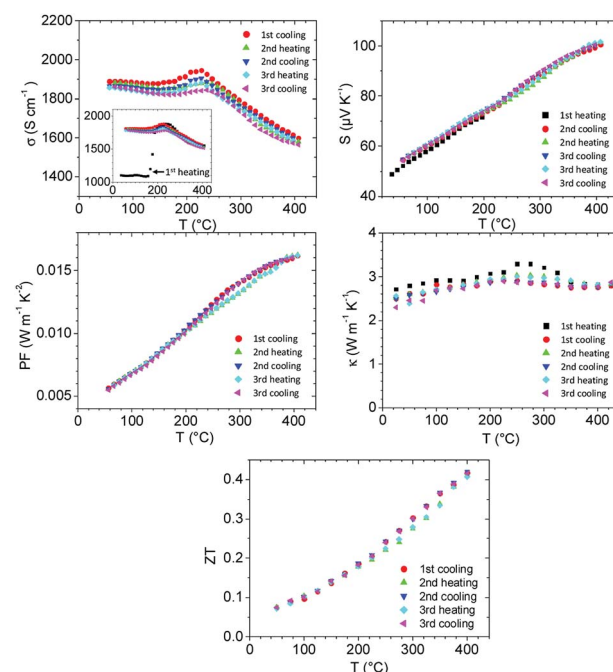 2200
2000
1800
1600
1400
σ (S cm⁻¹)
1st cooling
2nd heating
2nd cooling
3rd heating
3rd cooling
2000
1500
1000
0 200 400
1st heating
0 100 200 300 400
T (°C)
100
80
60
40
S (µV K⁻¹)
1st heating
2nd cooling
2nd heating
3rd cooling
3rd heating
3rd cooling
0 100 200 300 400
T (°C)
0.015
0.010
0.005
PF (W m⁻¹ K⁻²)
1st cooling
2nd heating
2nd cooling
3rd heating
3rd cooling
0 100 200 300 400
T (°C)
4
3
2
1
0
κ (W m⁻¹ K⁻¹)
1st heating
1st cooling
2nd heating
2nd cooling
3rd heating
3rd cooling
0 100 200 300 400
T (°C)
0.4
0.3
0.2
0.1
0.0
ZT
1st cooling
2nd heating
2nd cooling
3rd heating
3rd cooling
0 100 200 300 400
T (°C)